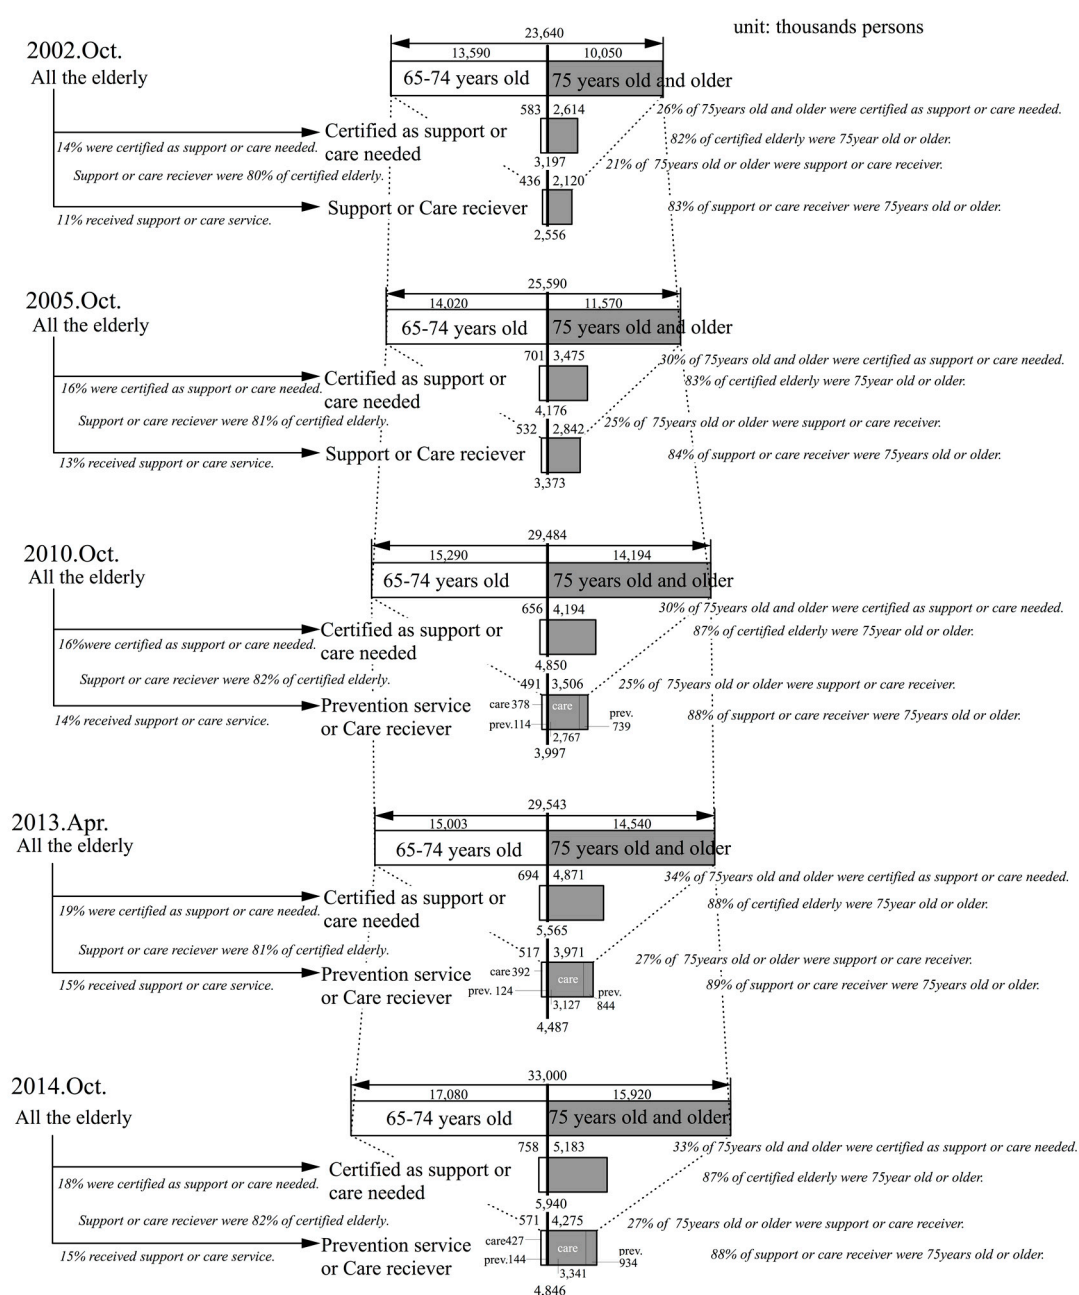 unit: thousands persons
2002.Oct.
All the elderly
23,640
13,590
10,050
65-74 years old
75 years old and older
583
2,614
26% of 75years old and older were certified as support or care needed.
Certified as support or
care needed
14% were certified as support or care needed.
82% of certified elderly were 75year old or older.
3,197
21% of 75years old or older were support or care receiver.
Support or care reciever were 80% of certified elderly.
436
2,120
Support or Care reciever
83% of support or care receiver were 75years old or older.
11% received support or care service.
2,556
2005.Oct.
All the elderly
25,590
14,020
11,570
65-74 years old
75 years old and older
701
3,475
30% of 75years old and older were certified as support or care needed.
Certified as support or
care needed
16% were certified as support or care needed.
83% of certified elderly were 75year old or older.
4,176
Support or care reciever were 81% of certified elderly.
532
2,842
25% of 75years old or older were support or care receiver.
Support or Care reciever
84% of support or care receiver were 75years old or older.
13% received support or care service.
3,373
2010.Oct.
All the elderly
29,484
15,290
14,194
65-74 years old
75 years old and older
656
4,194
30% of 75years old and older were certified as support or care needed.
Certified as support or
care needed
16%were certified as support or care needed.
87% of certified elderly were 75year old or older.
4,850
Support or care reciever were 82% of certified elderly.
491
3,506
25% of 75years old or older were support or care receiver.
Prevention service
or Care reciever
care 378
care
prev.
739
prev.114
2,767
88% of support or care receiver were 75years old or older.
14% received support or care service.
3,997
2013.Apr.
All the elderly
29,543
15,003
14,540
65-74 years old
75 years old and older
694
4,871
34% of 75years old and older were certified as support or care needed.
Certified as support or
care needed
19% were certified as support or care needed.
88% of certified elderly were 75year old or older.
5,565
Support or care reciever were 81% of certified elderly.
517
3,971
27% of 75years old or older were support or care receiver.
Prevention service
or Care reciever
care 392
care
prev. 124
prev.
844
3,127
89% of support or care receiver were 75years old or older.
15% received support or care service.
4,487
2014.Oct.
All the elderly
33,000
17,080
15,920
65-74 years old
75 years old and older
758
5,183
33% of 75years old and older were certified as support or care needed.
Certified as support or
care needed
18% were certified as support or care needed.
87% of certified elderly were 75year old or older.
5,940
Support or care reciever were 82% of certified elderly.
571
4,275
27% of 75years old or older were support or care receiver.
Prevention service
or Care reciever
care427
care
prev.
934
prev.144
3,341
88% of support or care receiver were 75years old or older.
15% received support or care service.
4,846